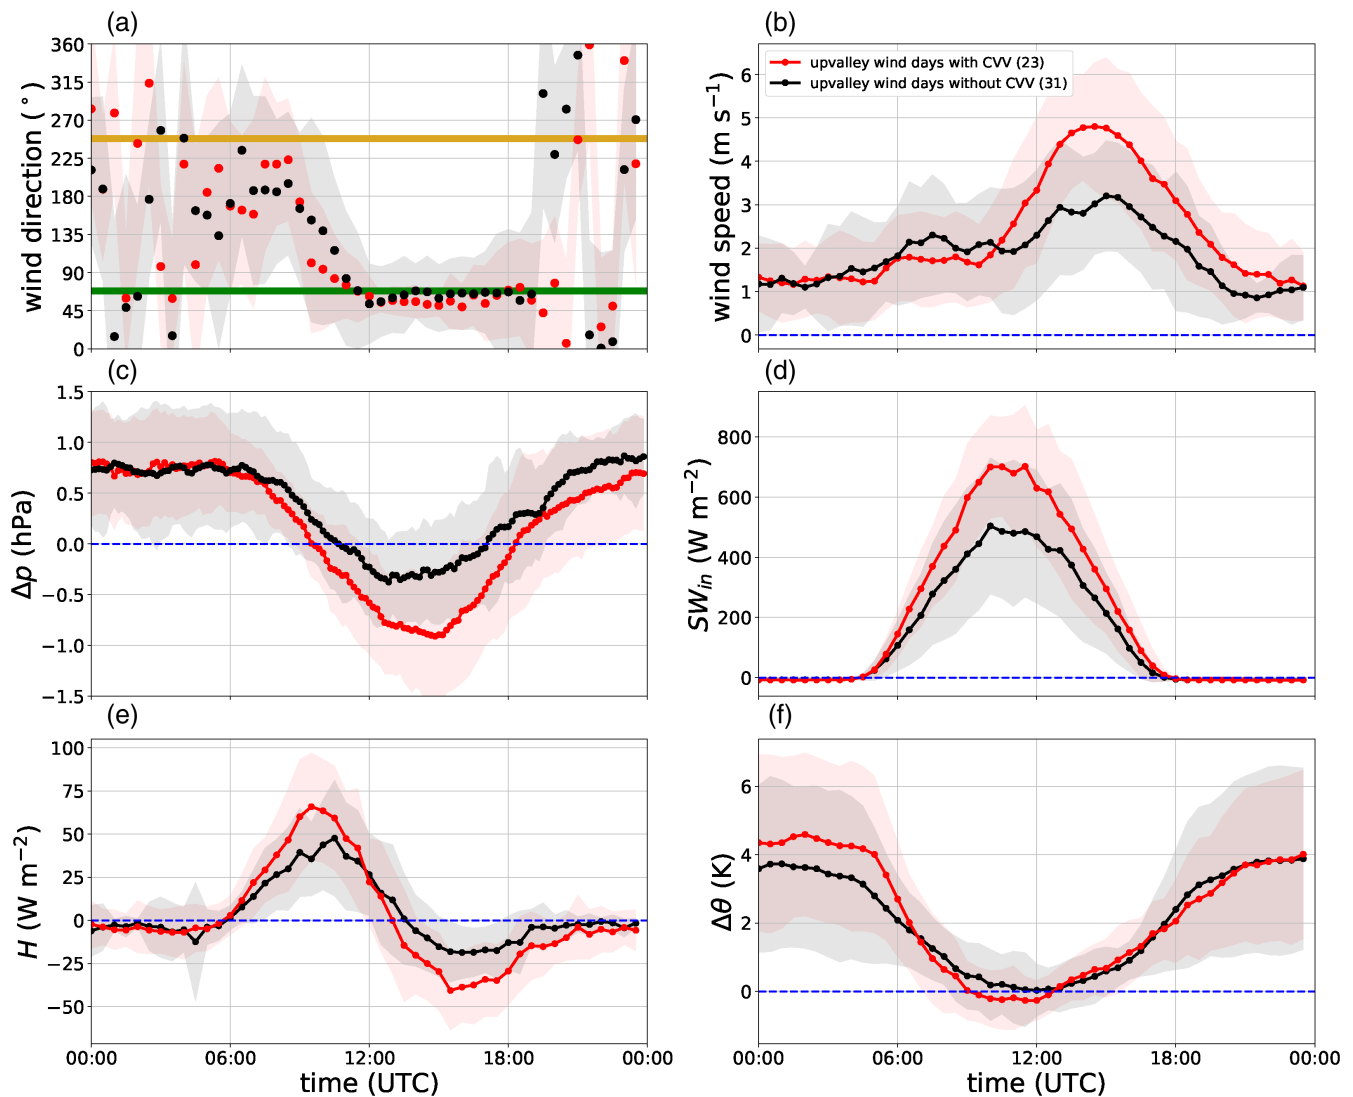 (a)
360
315
270
225
180
135
90
45
0
wind direction (°)
(b)
upvalley wind days with CVV (23)
upvalley wind days without CVV (31)
6
5
4
3
2
1
0
wind speed (m s⁻¹)
(c)
1.5
1.0
0.5
0.0
−0.5
−1.0
−1.5
Δp (hPa)
(d)
800
600
400
200
0
SW_in (W m⁻²)
(e)
100
75
50
25
0
−25
−50
H (W m⁻²)
00:00 06:00 12:00 18:00 00:00
time (UTC)
(f)
6
4
2
0
Δθ (K)
00:00 06:00 12:00 18:00 00:00
time (UTC)